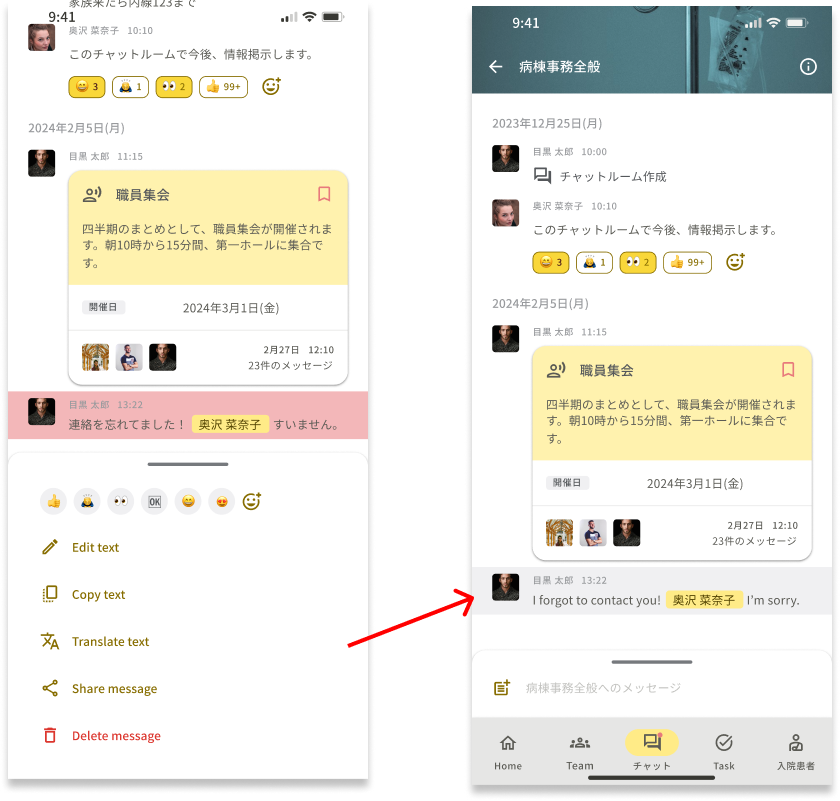 家族来たら内線123まで
9:41
奥沢 菜奈子 10:10
このチャットルームで今後、情報掲示します。
3
1
2
99+
2024年2月5日(月)
目黒 太郎 11:15
職員集会
四半期のまとめとして、職員集会が開催されま
す。朝10時から15分間、第一ホールに集合で
す。
開催日 2024年3月1日(金)
2月27日 12:10
23件のメッセージ
目黒 太郎 13:22
連絡を忘れてました！ 奥沢 菜奈子 すいません。
OK
Edit text
Copy text
Translate text
Share message
Delete message
9:41
病棟事務全般
2023年12月25日(月)
目黒 太郎 10:00
チャットルーム作成
奥沢 菜奈子 10:10
このチャットルームで今後、情報掲示します。
3
1
2
99+
2024年2月5日(月)
目黒 太郎 11:15
職員集会
四半期のまとめとして、職員集会が開催されま
す。朝10時から15分間、第一ホールに集合で
す。
開催日 2024年3月1日(金)
2月27日 12:10
23件のメッセージ
目黒 太郎 13:22
I forgot to contact you! 奥沢 菜奈子 I'm sorry.
病棟事務全般へのメッセージ
Home Team チャット Task 入院患者